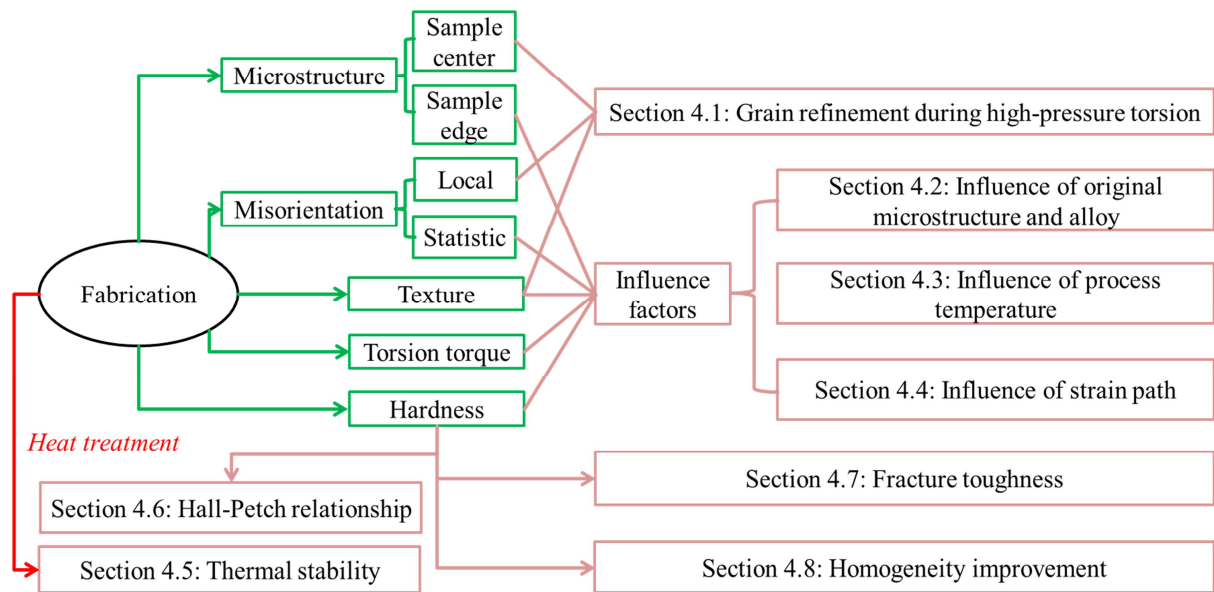 Sample
center
Microstructure
Sample
edge
Section 4.1: Grain refinement during high-pressure torsion
Local
Misorientation
Statistic
Section 4.2: Influence of original
microstructure and alloy
Fabrication
Texture
Influence
factors
Section 4.3: Influence of process
temperature
Torsion torque
Hardness
Section 4.4: Influence of strain path
Heat treatment
Section 4.6: Hall-Petch relationship
Section 4.7: Fracture toughness
Section 4.5: Thermal stability
Section 4.8: Homogeneity improvement